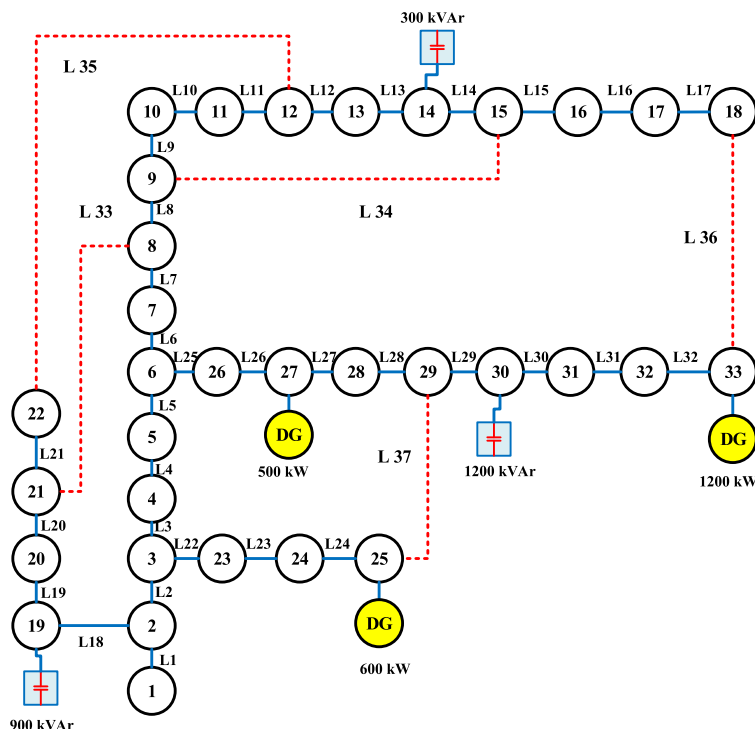 300 kVAr
L 35
L10
L11
L12
L13
L14
L15
L16
L17
10
11
12
13
14
15
16
17
18
L9
9
L 33
L8
L 34
8
L 36
L7
7
L6
L25
L26
L27
L28
L29
L30
L31
L32
6
26
27
28
29
30
31
32
33
L5
22
5
DG
DG
L21
L4
L 37
500 kW
1200 kVAr
1200 kW
21
4
L20
L3
L22
L23
L24
20
3
23
24
25
L19
L2
19
L18
2
DG
L1
600 kW
1
900 kVAr